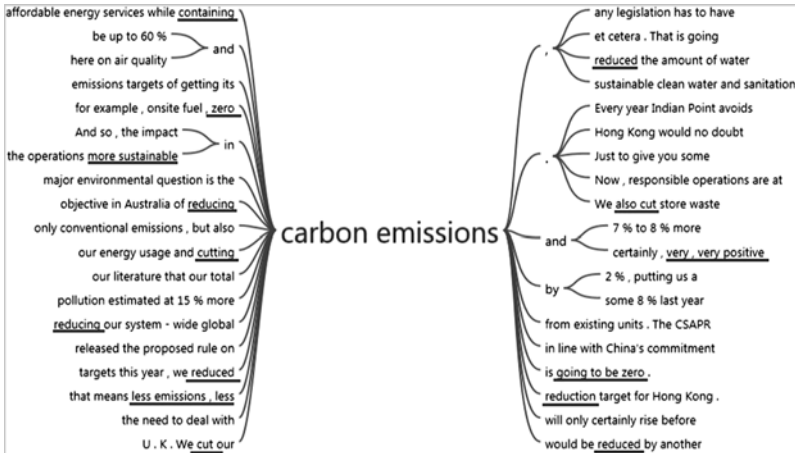 affordable energy services while containing
be up to 60 %
and
here on air quality
emissions targets of getting its
for example , onsite fuel , zero
And so , the impact
in
the operations more sustainable
major environmental question is the
objective in Australia of reducing
only conventional emissions , but also
our energy usage and cutting
our literature that our total
pollution estimated at 15 % more
reducing our system - wide global
released the proposed rule on
targets this year , we reduced
that means less emissions , less
the need to deal with
U . K . We cut our
carbon emissions
,
any legislation has to have
et cetera . That is going
reduced the amount of water
sustainable clean water and sanitation
.
Every year Indian Point avoids
Hong Kong would no doubt
Just to give you some
Now , responsible operations are at
We also cut store waste
and
7 % to 8 % more
certainly , very , very positive
by
2 % , putting us a
some 8 % last year
from existing units . The CSAPR
in line with China's commitment
is going to be zero .
reduction target for Hong Kong .
will only certainly rise before
would be reduced by another